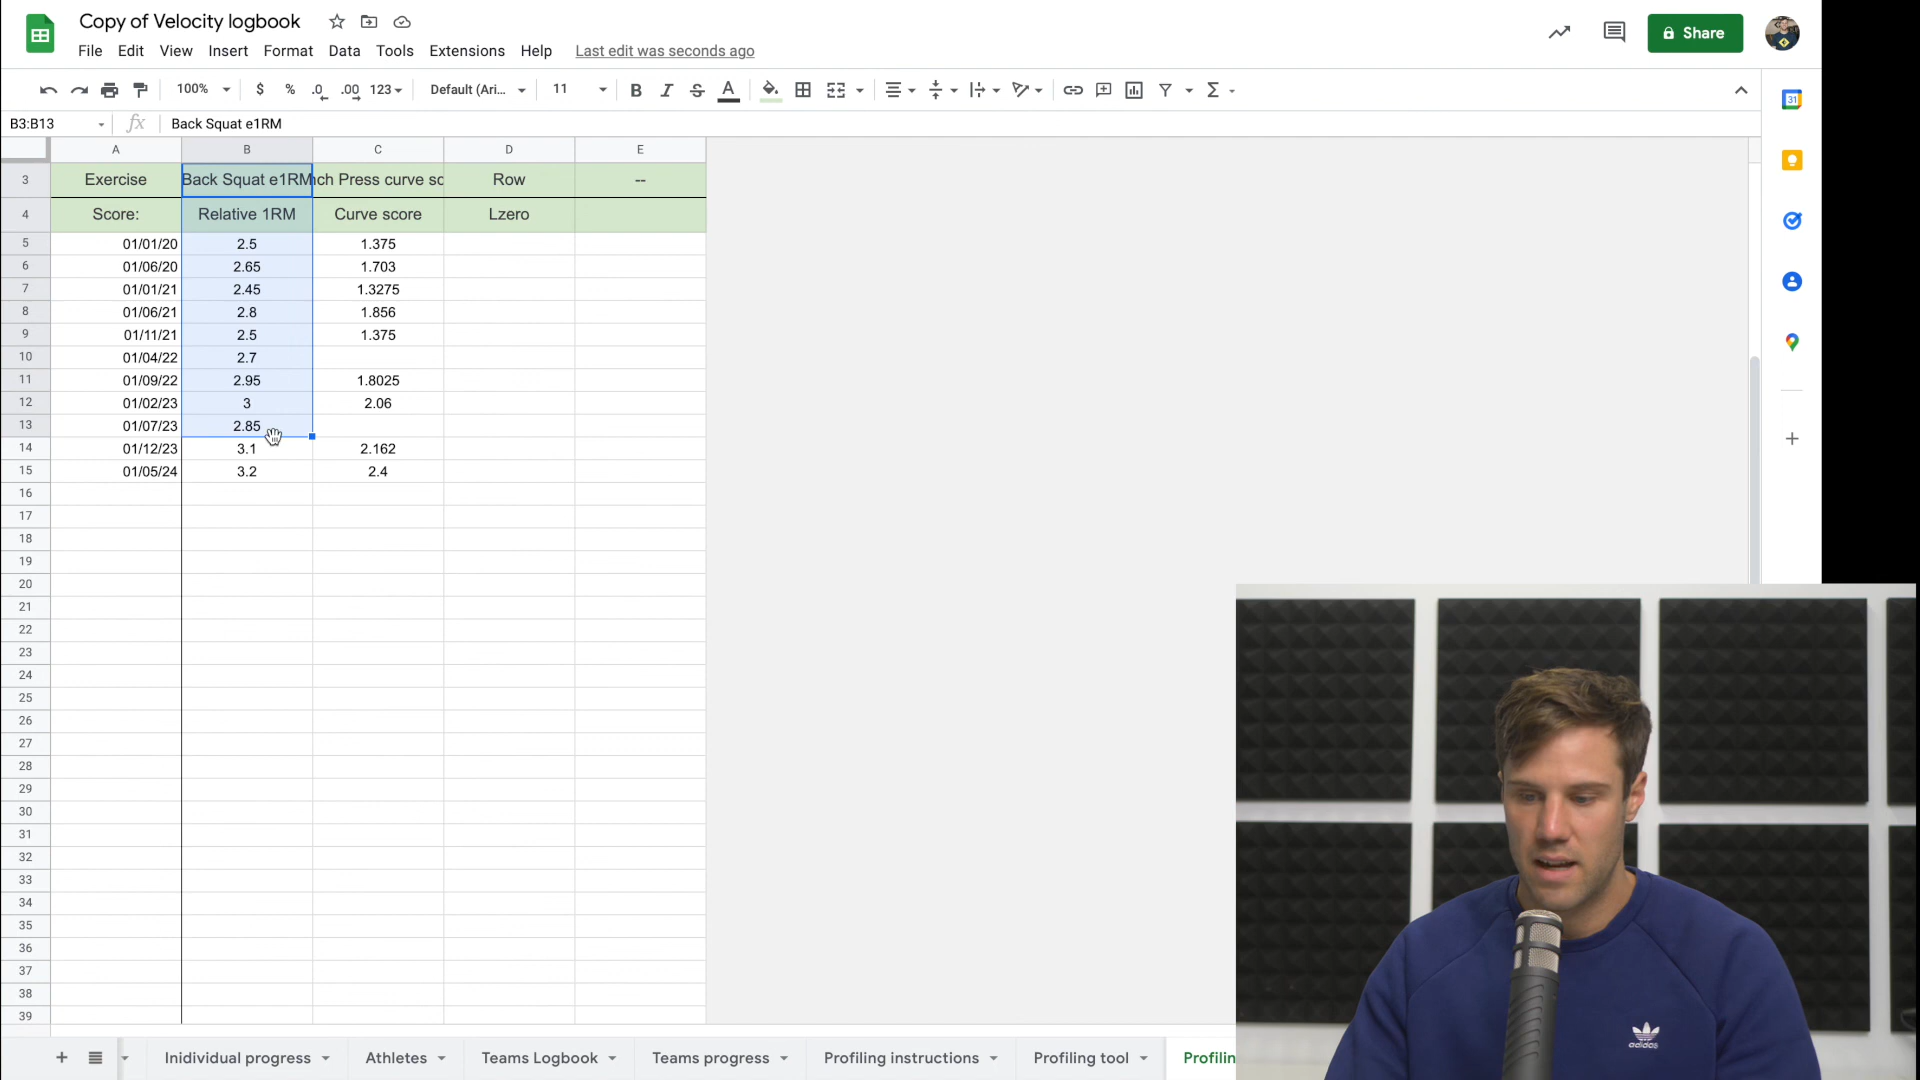 Copy of Velocity logbook
File Edit View Insert Format Data Tools Extensions Help Last edit was seconds ago
Share
100% $ % .0 .00 123 Default (Ari... 11 B I S A Σ
31
B3:B13 fx Back Squat e1RM
A B C D E
3 Exercise Back Squat e1RM ch Press curve sc Row --
4 Score: Relative 1RM Curve score Lzero
5 01/01/20 2.5 1.375
6 01/06/20 2.65 1.703
7 01/01/21 2.45 1.3275
8 01/06/21 2.8 1.856
9 01/11/21 2.5 1.375
10 01/04/22 2.7
11 01/09/22 2.95 1.8025
12 01/02/23 3 2.06
13 01/07/23 2.85
14 01/12/23 3.1 2.162
15 01/05/24 3.2 2.4
16
17
18
19
20
21
22
23
24
25
26
27
28
29
30
31
32
33
34
35
36
37
38
39
Inidividual progress Athletes Teams Logbook Teams progress Profiling instructions Profiling tool Profilin
adidas